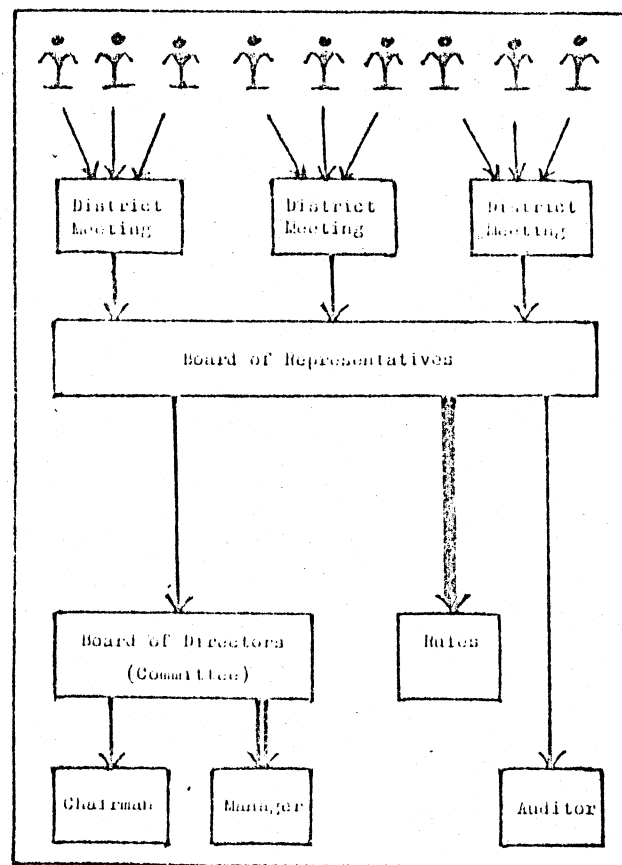 District District District
Meeting Meeting Meeting
Board of Representatives
Board of Directors Rules
(Committee)
Chairman Manager Auditor